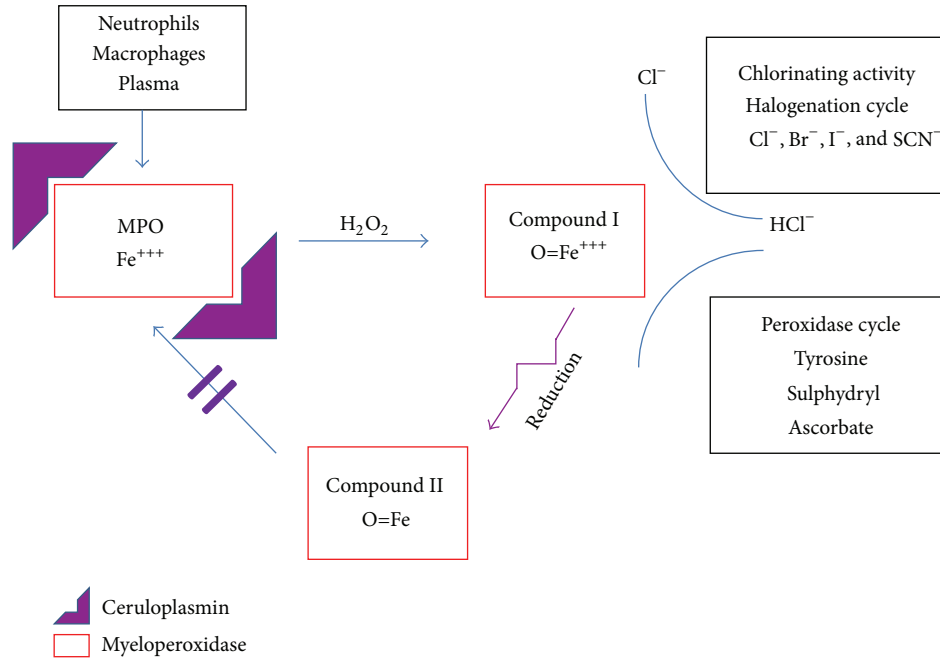 Neutrophils
Macrophages
Plasma
MPO
Fe⁺⁺⁺
H₂O₂
Compound I
O=Fe⁺⁺⁺
Cl⁻
Chlorinating activity
Halogenation cycle
Cl⁻, Br⁻, I⁻, and SCN⁻
HCl⁻
Peroxidase cycle
Tyrosine
Sulphydryl
Ascorbate
Reduction
Compound II
O=Fe
Ceruloplasmin
Myeloperoxidase